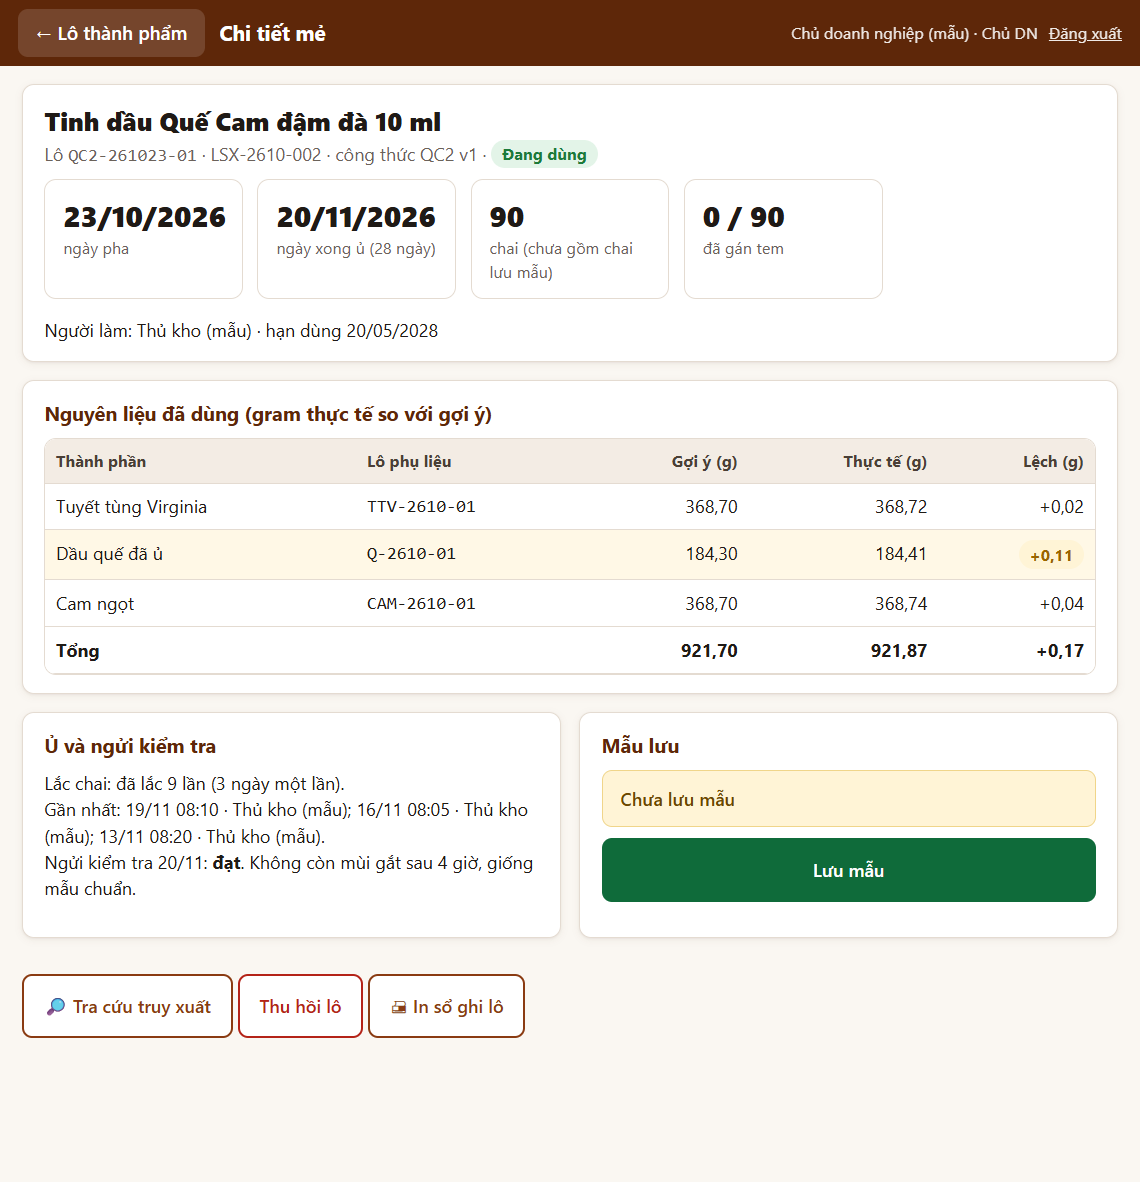 ← Lô thành phẩm
Chi tiết mẻ
Chủ doanh nghiệp (mẫu) · Chủ DN Đăng xuất
Tinh dầu Quế Cam đậm đà 10 ml
Lô QC2-261023-01 · LSX-2610-002 · công thức QC2 v1 · Đang dùng
23/10/2026
ngày pha
20/11/2026
ngày xong ủ (28 ngày)
90
chai (chưa gồm chai
lưu mẫu)
0 / 90
đã gán tem
Người làm: Thủ kho (mẫu) · hạn dùng 20/05/2028
Nguyên liệu đã dùng (gram thực tế so với gợi ý)
Thành phần Lô phụ liệu Gợi ý (g) Thực tế (g) Lệch (g)
Tuyết tùng Virginia TTV-2610-01 368,70 368,72 +0,02
Dầu quế đã ủ Q-2610-01 184,30 184,41 +0,11
Cam ngọt CAM-2610-01 368,70 368,74 +0,04
Tổng 921,70 921,87 +0,17
Ủ và ngửi kiểm tra
Lắc chai: đã lắc 9 lần (3 ngày một lần).
Gần nhất: 19/11 08:10 · Thủ kho (mẫu); 16/11 08:05 · Thủ kho
(mẫu); 13/11 08:20 · Thủ kho (mẫu).
Ngửi kiểm tra 20/11: đạt. Không còn mùi gắt sau 4 giờ, giống
mẫu chuẩn.
Mẫu lưu
Chưa lưu mẫu
Lưu mẫu
Tra cứu truy xuất
Thu hồi lô
In sổ ghi lô